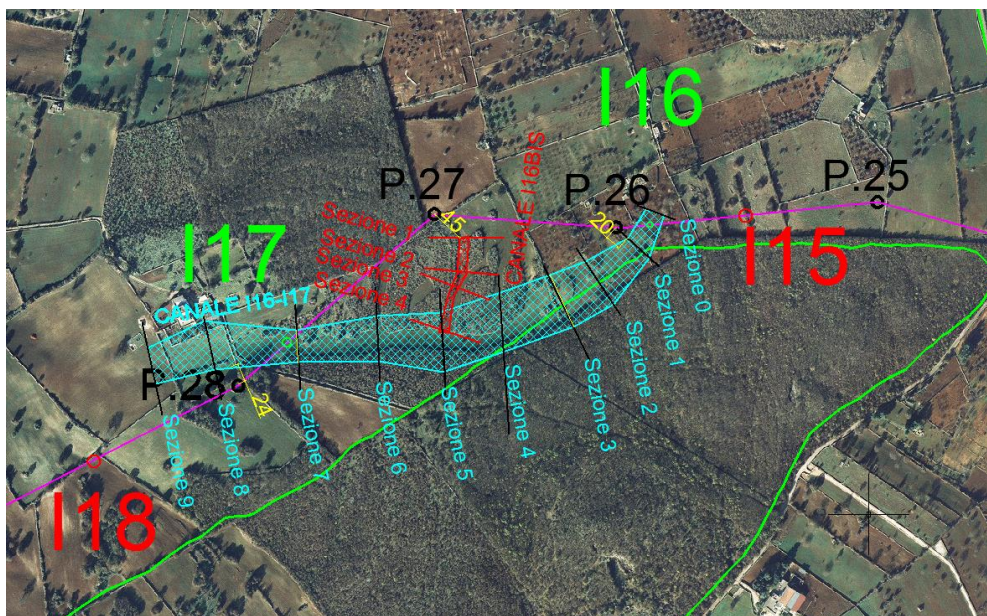 I16
P.25
P.27
P.26
45
20
CANALE I16BIS
Sezione 1
Sezione 2
Sezione 3
Sezione 4
I17
I15
CANALE I16-I17
Sezione 0
Sezione 1
Sezione 2
Sezione 3
Sezione 4
Sezione 5
Sezione 6
Sezione 7
Sezione 8
Sezione 9
P.28
24
I18